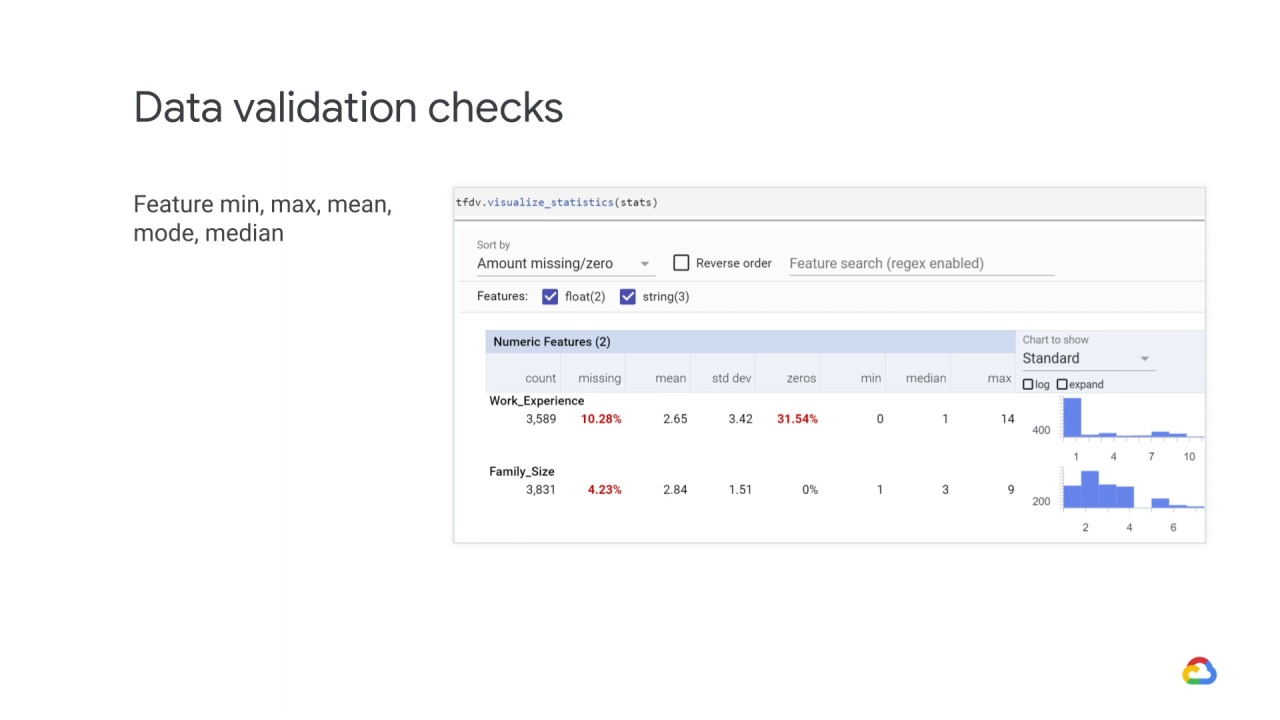 Data validation checks
Feature min, max, mean,
mode, median
tfdv.visualize_statistics(stats)
Sort by
Amount missing/zero
Reverse order
Feature search (regex enabled)
Features: float(2) string(3)
Numeric Features (2)
Chart to show
Standard
log expand
count missing mean std dev zeros min median max
Work_Experience
3,589 10.28% 2.65 3.42 31.54% 0 1 14
400
1 4 7 10
Family_Size
3,831 4.23% 2.84 1.51 0% 1 3 9
200
2 4 6